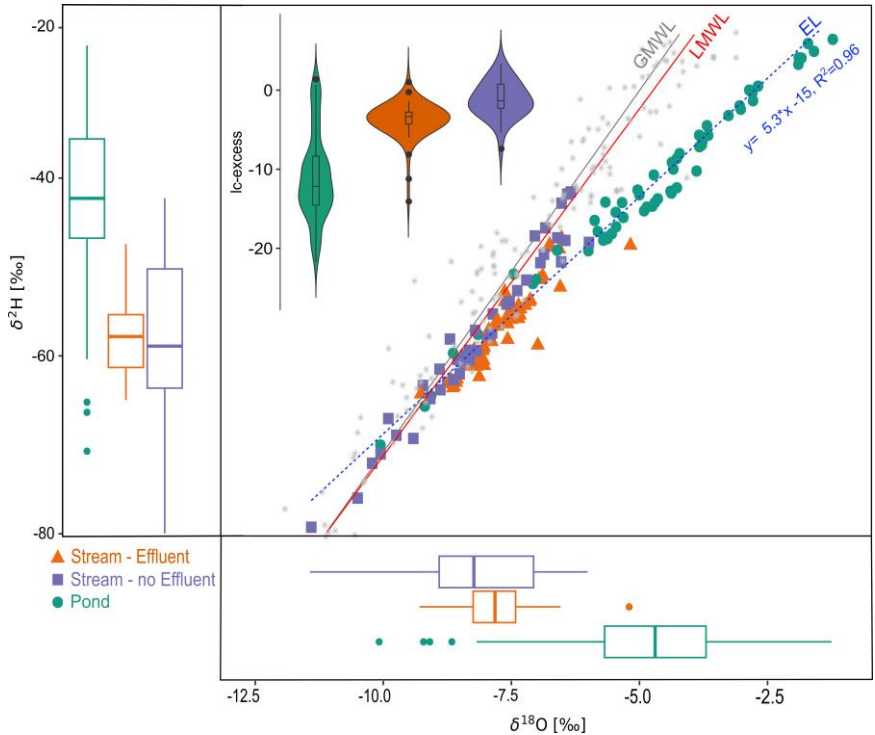 -20
-40
-60
-80
δ²H [‰]
0
-10
-20
lc-excess
GMWL
LMWL
EL
y= 5.3*x -15, R²=0.96
Stream - Effluent
Stream - no Effluent
Pond
-12.5
-10.0
-7.5
-5.0
-2.5
δ¹⁸O [‰]